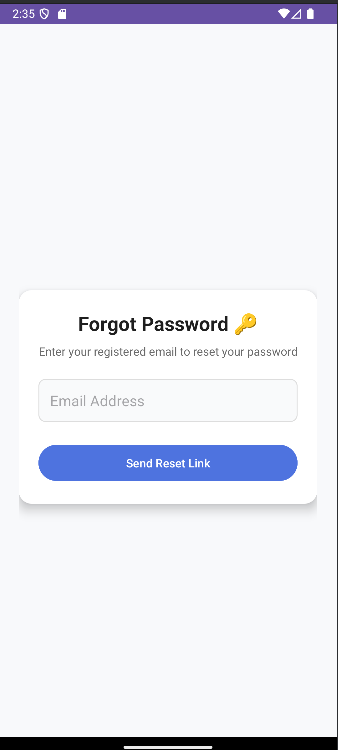 2:35
Forgot Password 🔑
Enter your registered email to reset your password
Email Address
Send Reset Link